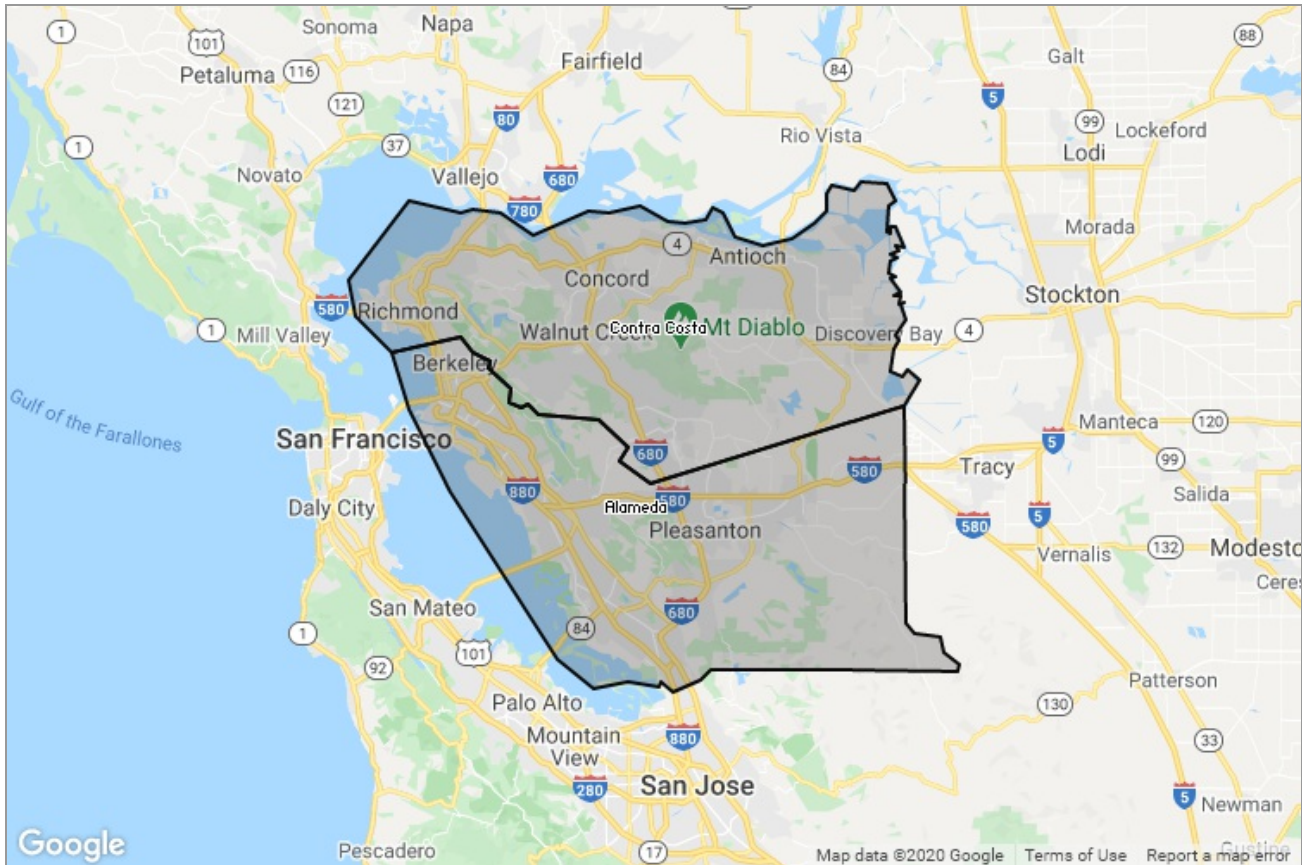 1
Sonoma
Napa
101
Fairfield
84
Galt
88
Petaluma
116
5
121
80
99
Lockeford
1
37
Rio Vista
Lodi
Novato
Vallejo
680
780
Morada
4
Antioch
Concord
Stockton
580
Richmond
1
Mill Valley
Walnut Creek
Contra Costa
Mt Diablo
Discovery Bay
4
Berkeley
Gulf of the Farallones
Manteca
120
San Francisco
680
5
580
Tracy
99
880
580
Salida
Daly City
Alameda
5
Pleasanton
580
Vernalis
132
Modesto
Ceres
San Mateo
680
1
84
101
92
Patterson
Palo Alto
130
Mountain
View
880
33
280
San Jose
5
Newman
Google
Pescadero
17
Gustine
Map data ©2020 Google
Terms of Use
Report a map error